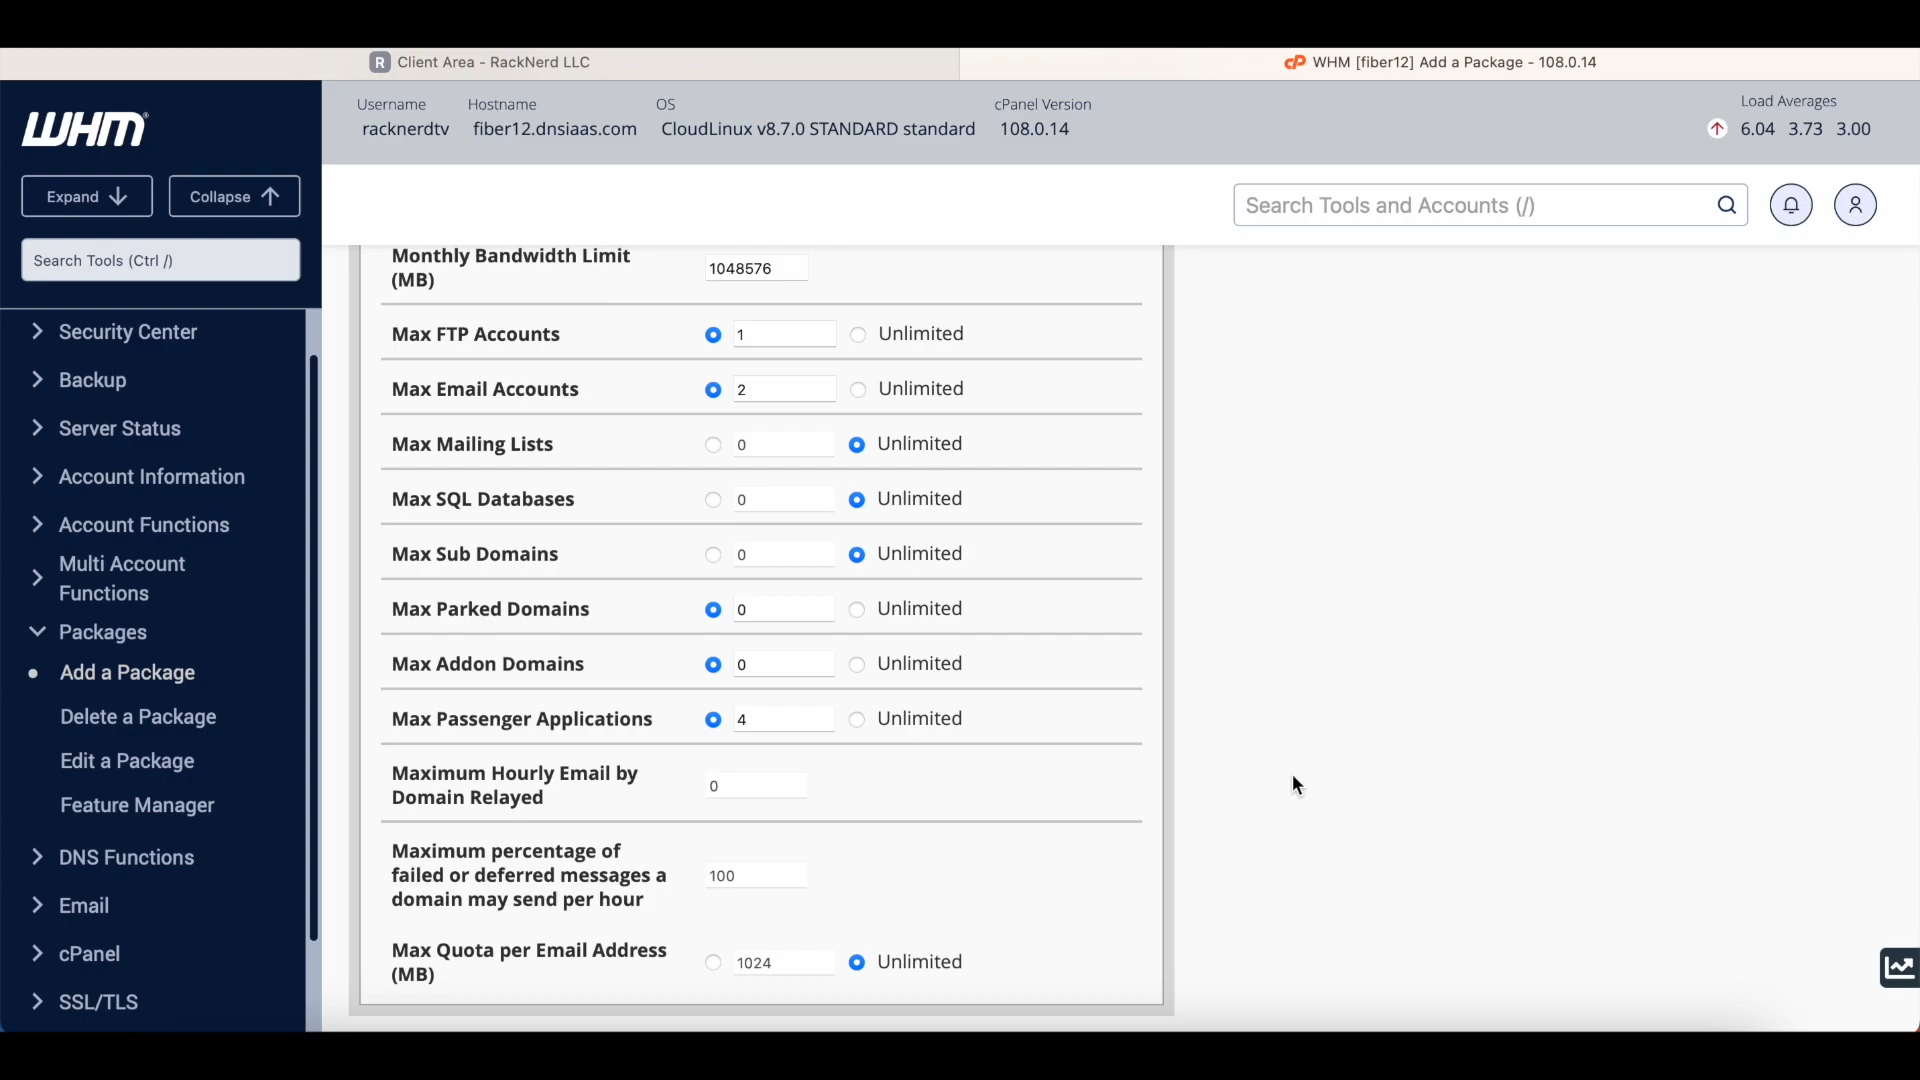 R Client Area - RackNerd LLC
cP WHM [fiber12] Add a Package - 108.0.14
WHM®
Username Hostname OS cPanel Version
racknerdtv fiber12.dnsiaas.com CloudLinux v8.7.0 STANDARD standard 108.0.14
Load Averages
6.04 3.73 3.00
Expand
Collapse
Search Tools (Ctrl /)
Search Tools and Accounts (/)
Security Center
Backup
Server Status
Account Information
Account Functions
Multi Account
Functions
Packages
Add a Package
Delete a Package
Edit a Package
Feature Manager
DNS Functions
Email
cPanel
SSL/TLS
Monthly Bandwidth Limit
(MB)
1048576
Max FTP Accounts 1 Unlimited
Max Email Accounts 2 Unlimited
Max Mailing Lists 0 Unlimited
Max SQL Databases 0 Unlimited
Max Sub Domains 0 Unlimited
Max Parked Domains 0 Unlimited
Max Addon Domains 0 Unlimited
Max Passenger Applications 4 Unlimited
Maximum Hourly Email by
Domain Relayed
0
Maximum percentage of
failed or deferred messages a
domain may send per hour
100
Max Quota per Email Address
(MB)
1024 Unlimited